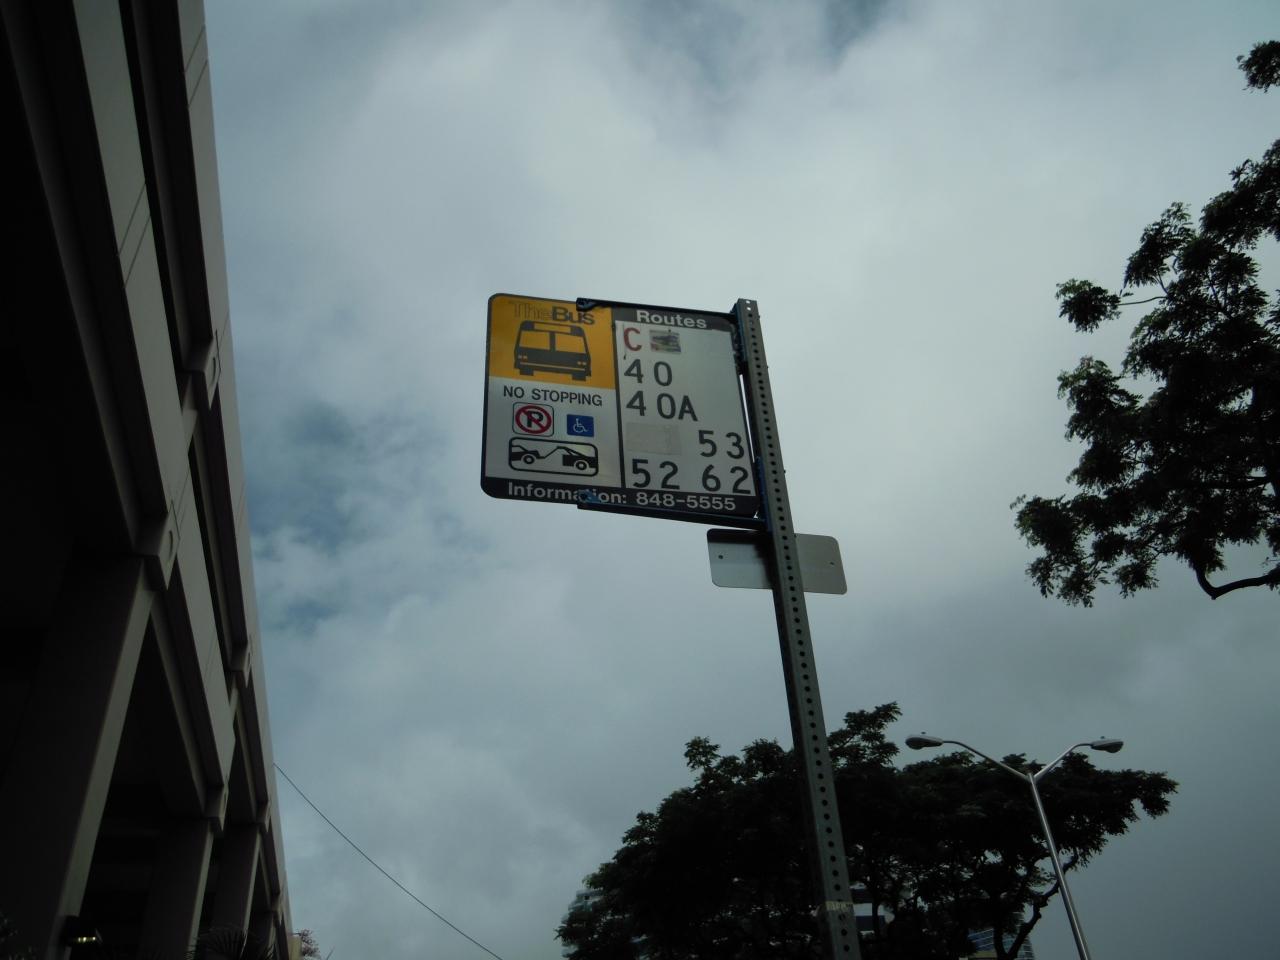 TheBus
NO STOPPING
P
Routes
C
40
40A
53
52 62
Information: 848-5555